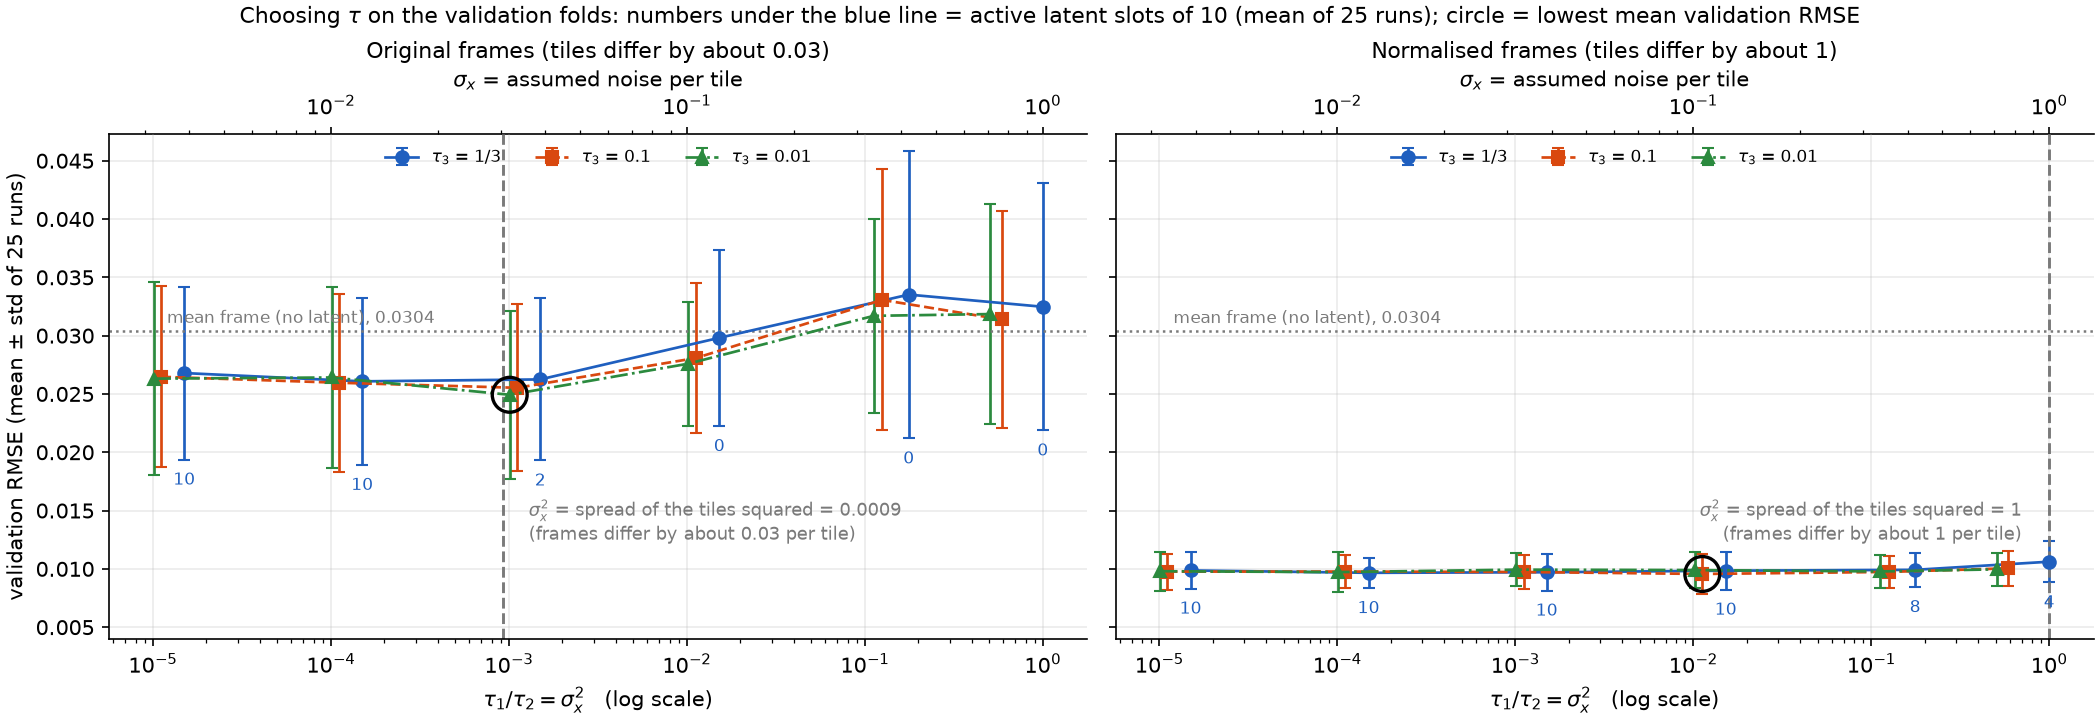 Choosing τ on the validation folds: numbers under the blue line = active latent slots of 10 (mean of 25 runs); circle = lowest mean validation RMSE
Original frames (tiles differ by about 0.03)
σₓ = assumed noise per tile
10⁻² 10⁻¹ 10⁰
τ₃ = 1/3 τ₃ = 0.1 τ₃ = 0.01
validation RMSE (mean ± std of 25 runs)
0.045
0.040
0.035
0.030
0.025
0.020
0.015
0.010
0.005
mean frame (no latent), 0.0304
10 10 2 0 0 0
σₓ² = spread of the tiles squared = 0.0009
(frames differ by about 0.03 per tile)
10⁻⁵ 10⁻⁴ 10⁻³ 10⁻² 10⁻¹ 10⁰
τ₁/τ₂ = σₓ² (log scale)
Normalised frames (tiles differ by about 1)
σₓ = assumed noise per tile
10⁻² 10⁻¹ 10⁰
τ₃ = 1/3 τ₃ = 0.1 τ₃ = 0.01
mean frame (no latent), 0.0304
σₓ² = spread of the tiles squared = 1
(frames differ by about 1 per tile)
10 10 10 10 8 4
10⁻⁵ 10⁻⁴ 10⁻³ 10⁻² 10⁻¹ 10⁰
τ₁/τ₂ = σₓ² (log scale)